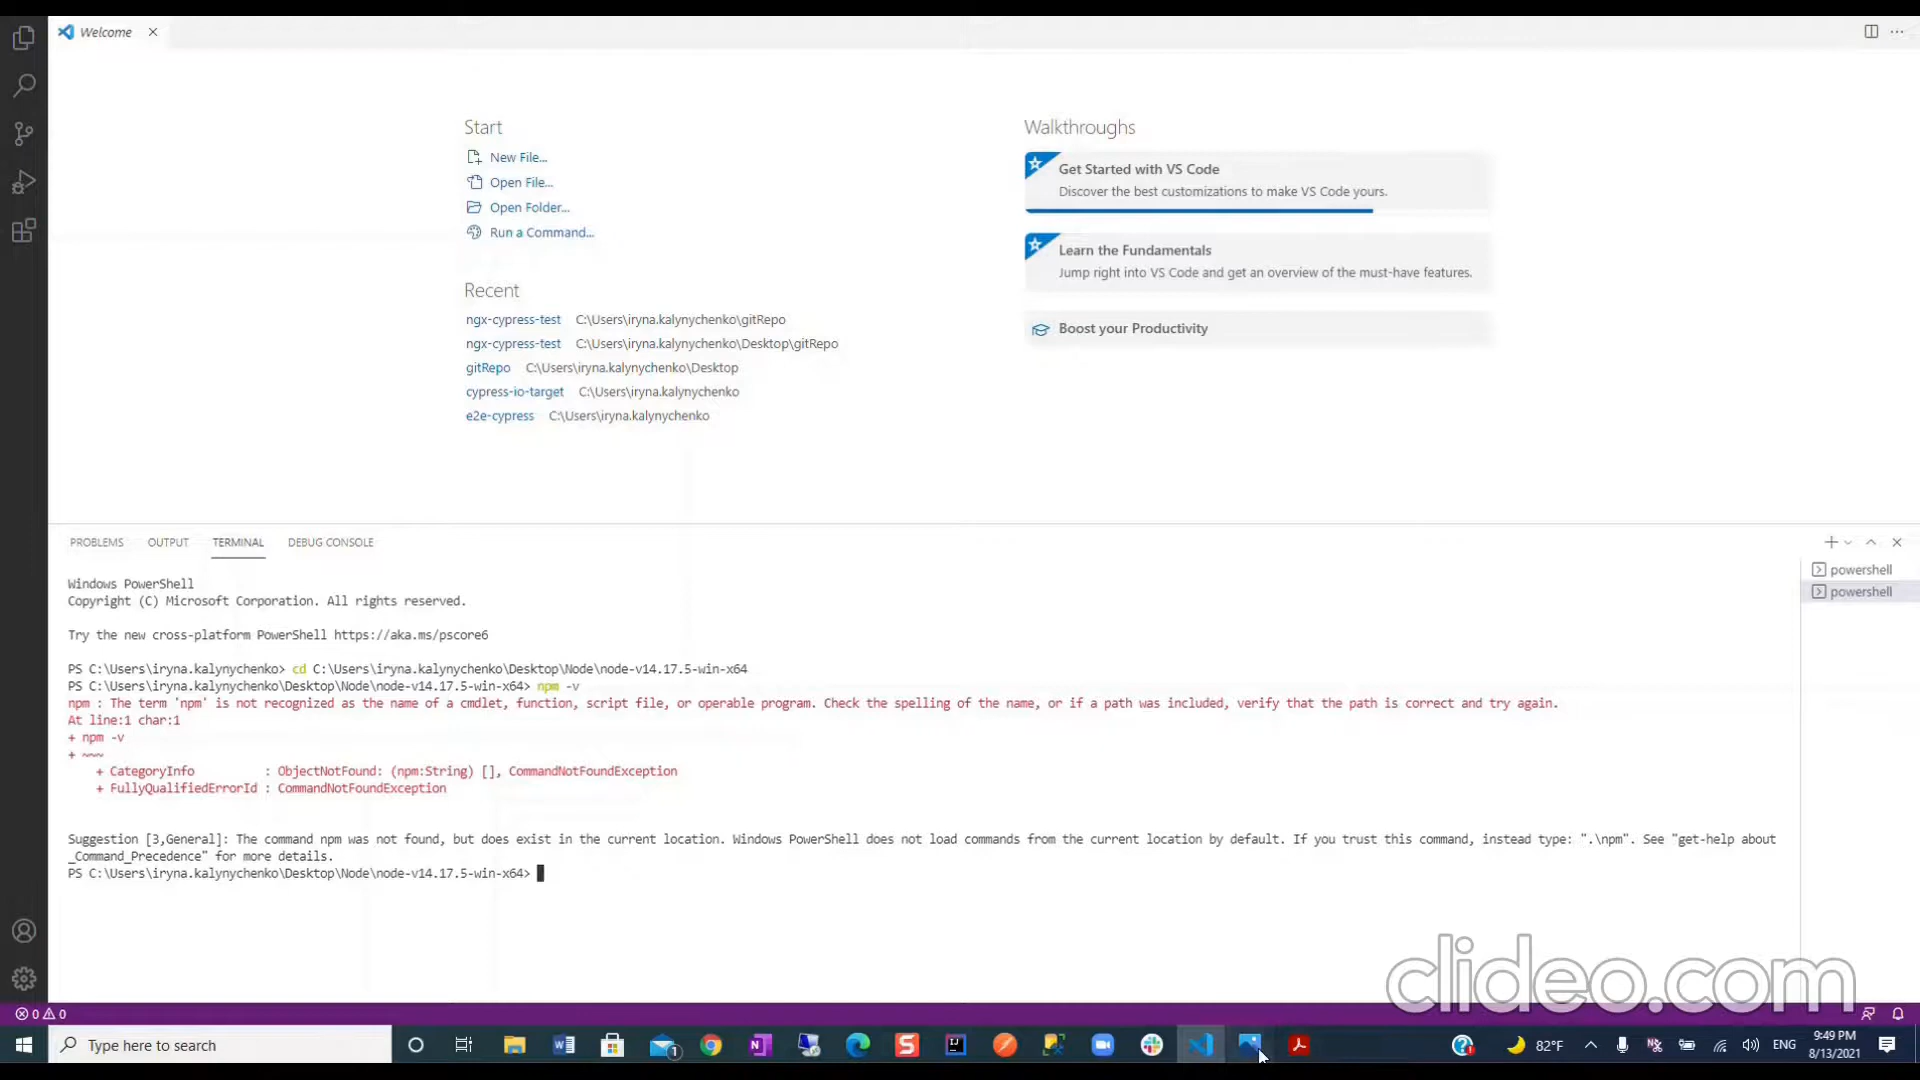 Welcome
Start
New File...
Open File...
Open Folder...
Run a Command...
Recent
ngx-cypress-test C:\Users\iryna.kalynychenko\gitRepo
ngx-cypress-test C:\Users\iryna.kalynychenko\Desktop\gitRepo
gitRepo C:\Users\iryna.kalynychenko\Desktop
cypress-io-target C:\Users\iryna.kalynychenko
e2e-cypress C:\Users\iryna.kalynychenko
Walkthroughs
Get Started with VS Code
Discover the best customizations to make VS Code yours.
Learn the Fundamentals
Jump right into VS Code and get an overview of the must-have features.
Boost your Productivity
PROBLEMS OUTPUT TERMINAL DEBUG CONSOLE
Windows PowerShell
Copyright (C) Microsoft Corporation. All rights reserved.
Try the new cross-platform PowerShell https://aka.ms/pscore6
PS C:\Users\iryna.kalynychenko> cd C:\Users\iryna.kalynychenko\Desktop\Node\node-v14.17.5-win-x64
PS C:\Users\iryna.kalynychenko\Desktop\Node\node-v14.17.5-win-x64> npm -v
npm : The term 'npm' is not recognized as the name of a cmdlet, function, script file, or operable program. Check the spelling of the name, or if a path was included, verify that the path is correct and try again.
At line:1 char:1
+ npm -v
+ ~~~
+ CategoryInfo : ObjectNotFound: (npm:String) [], CommandNotFoundException
+ FullyQualifiedErrorId : CommandNotFoundException
Suggestion [3,General]: The command npm was not found, but does exist in the current location. Windows PowerShell does not load commands from the current location by default. If you trust this command, instead type: ".\npm". See "get-help about
_Command_Precedence" for more details.
PS C:\Users\iryna.kalynychenko\Desktop\Node\node-v14.17.5-win-x64>
powershell
powershell
clideo.com
0 0
Type here to search
1
82°F
ENG
9:49 PM
8/13/2021